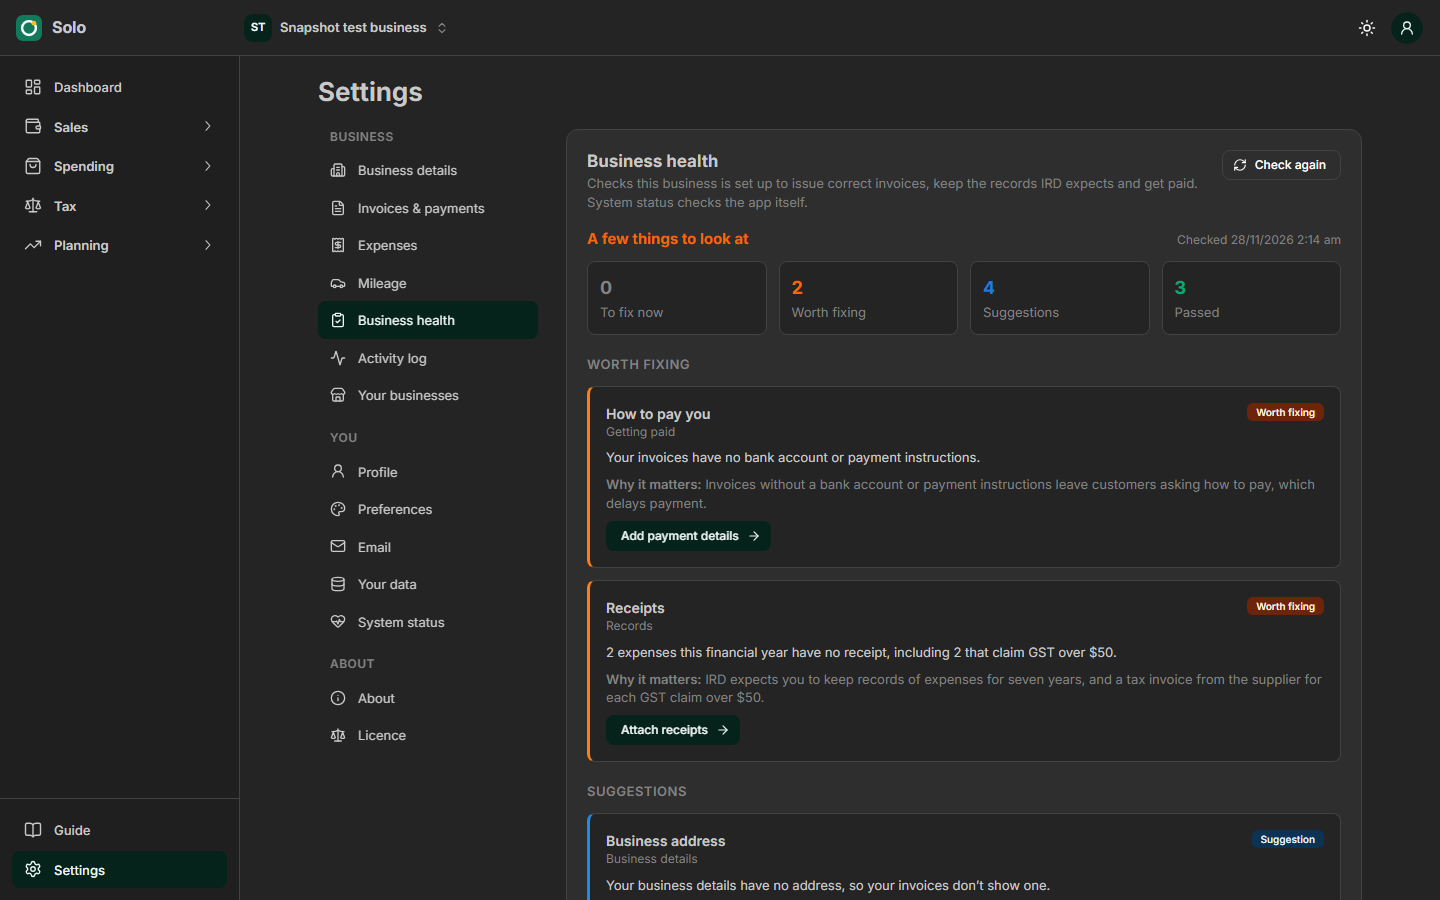 Solo
ST Snapshot test business
Dashboard
Sales
Spending
Tax
Planning
Guide
Settings
Settings
BUSINESS
Business details
Invoices & payments
Expenses
Mileage
Business health
Activity log
Your businesses
YOU
Profile
Preferences
Email
Your data
System status
ABOUT
About
Licence
Business health
Check again
Checks this business is set up to issue correct invoices, keep the records IRD expects and get paid.
System status checks the app itself.
A few things to look at
Checked 28/11/2026 2:14 am
0
To fix now
2
Worth fixing
4
Suggestions
3
Passed
WORTH FIXING
How to pay you
Worth fixing
Getting paid
Your invoices have no bank account or payment instructions.
Why it matters: Invoices without a bank account or payment instructions leave customers asking how to pay, which
delays payment.
Add payment details
Receipts
Worth fixing
Records
2 expenses this financial year have no receipt, including 2 that claim GST over $50.
Why it matters: IRD expects you to keep records of expenses for seven years, and a tax invoice from the supplier for
each GST claim over $50.
Attach receipts
SUGGESTIONS
Business address
Suggestion
Business details
Your business details have no address, so your invoices don’t show one.